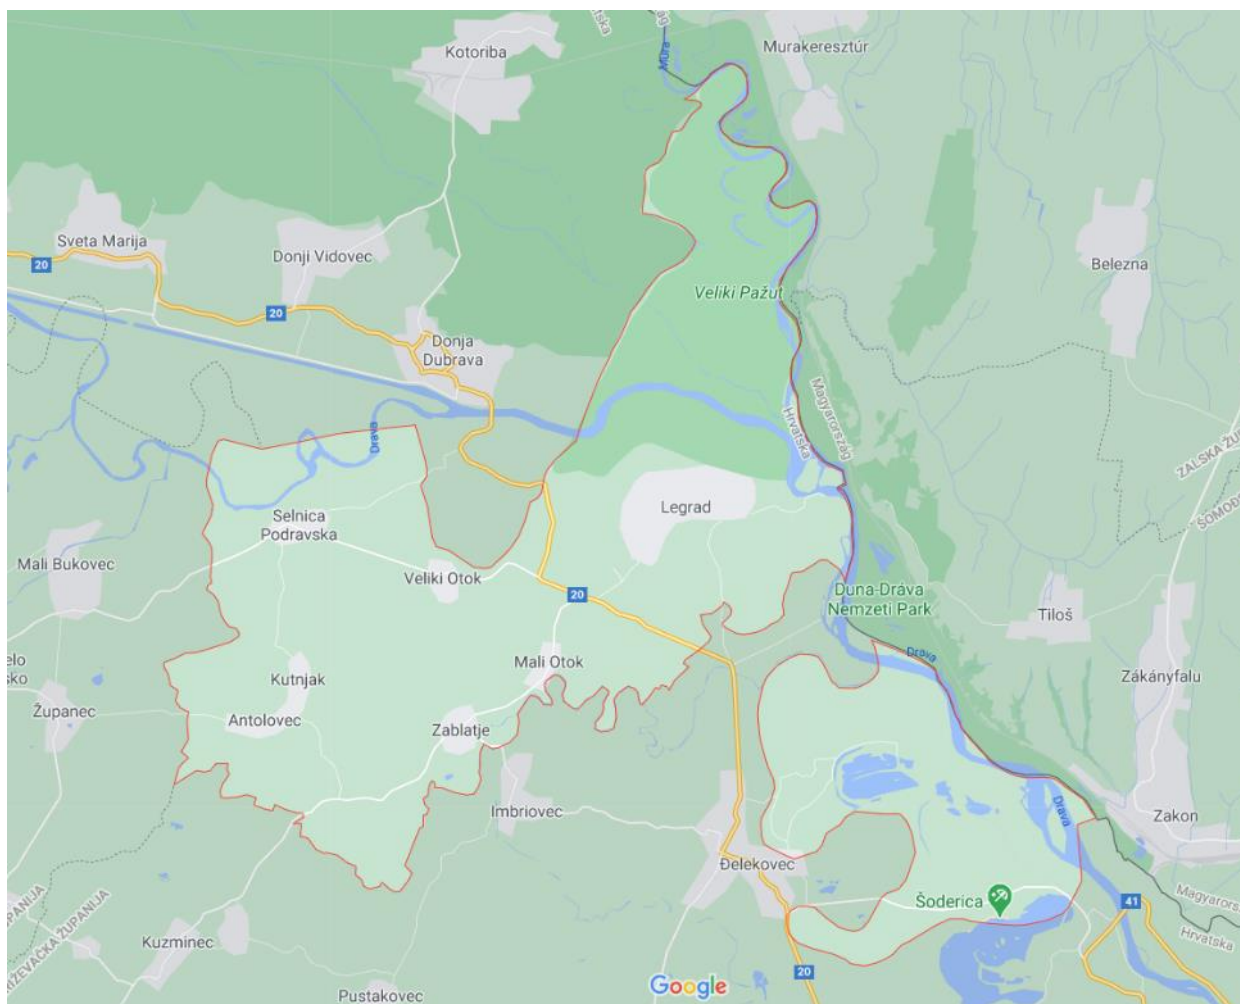 Mura
Murakeresztúr
Kotoriba
Sveta Marija
Donji Vidovec
Belezna
20
20
Veliki Pažut
Donja
Dubrava
Magyarország
Hrvatska
Drava
Legrad
Selnica
Podravska
Mali Bukovec
Veliki Otok
20
Duna-Dráva
Nemzeti Park
Tiloš
Drava
Mali Otok
Zákányfalu
Kutnjak
Županec
Antolovec
Zablatje
Imbriovec
Drava
Zakon
Đelekovec
Šoderica
41
Hrvatska
Kuzminec
20
Google
Pustakovec